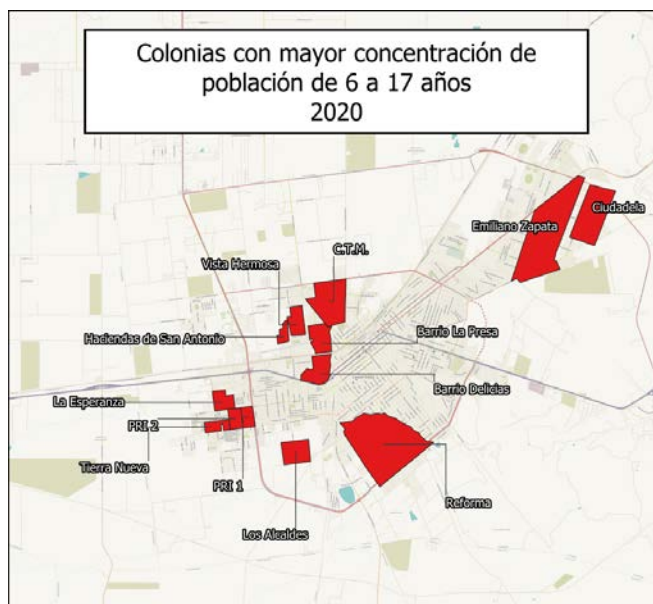 Colonias con mayor concentración de
población de 6 a 17 años
2020
Ciudadela
Emiliano Zapata
C.T.M.
Vista Hermosa
Haciendas de San Antonio
Barrio La Presa
Barrio Delicias
La Esperanza
PRI 2
Tierra Nueva
PRI 1
Reforma
Los Alcaldes